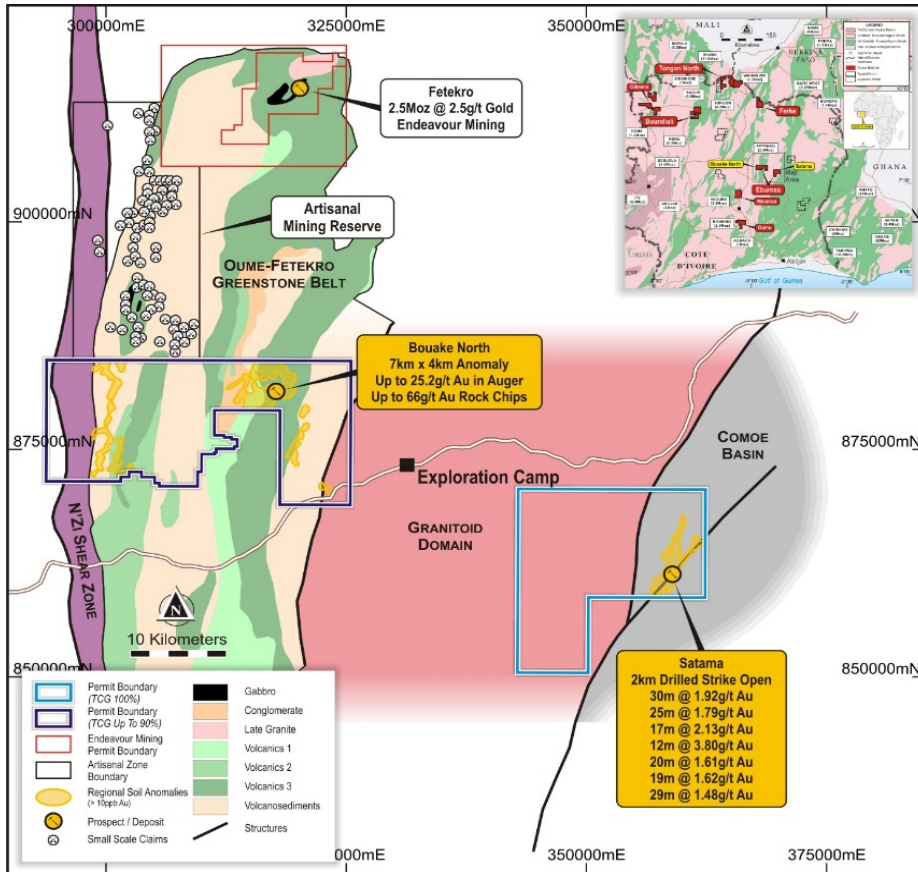 300000mE
325000mE
350000mE
MALI
BURKINA
FASO
LEGEND
Kilometres
Tongon North
Ferke
Boundiali
GHANA
Bouake North
Satama
Eburnea
COTE
D'IVOIRE
Abidjan
Gulf of Guinea
Fetekro
2.5Moz @ 2.5g/t Gold
Endeavour Mining
900000mN
Artisanal
Mining Reserve
OUME-FETEKRO
GREENSTONE BELT
Bouake North
7km x 4km Anomaly
Up to 25.2g/t Au in Auger
Up to 66g/t Au Rock Chips
875000mN
875000mN
COMOE
BASIN
Exploration Camp
GRANITOID
DOMAIN
N'ZI SHEAR ZONE
N
10 Kilometers
850000mN
850000mN
Satama
2km Drilled Strike Open
30m @ 1.92g/t Au
25m @ 1.79g/t Au
17m @ 2.13g/t Au
12m @ 3.80g/t Au
20m @ 1.61g/t Au
19m @ 1.62g/t Au
29m @ 1.48g/t Au
Permit Boundary
(TCG 100%)
Permit Boundary
(TCG Up To 90%)
Endeavour Mining
Permit Boundary
Artisanal Zone
Boundary
Regional Soil Anomalies
(> 10ppb Au)
Prospect / Deposit
Small Scale Claims
Gabbro
Conglomerate
Late Granite
Volcanics 1
Volcanics 2
Volcanics 3
Volcanosediments
Structures
000mE
350000mE
375000mE